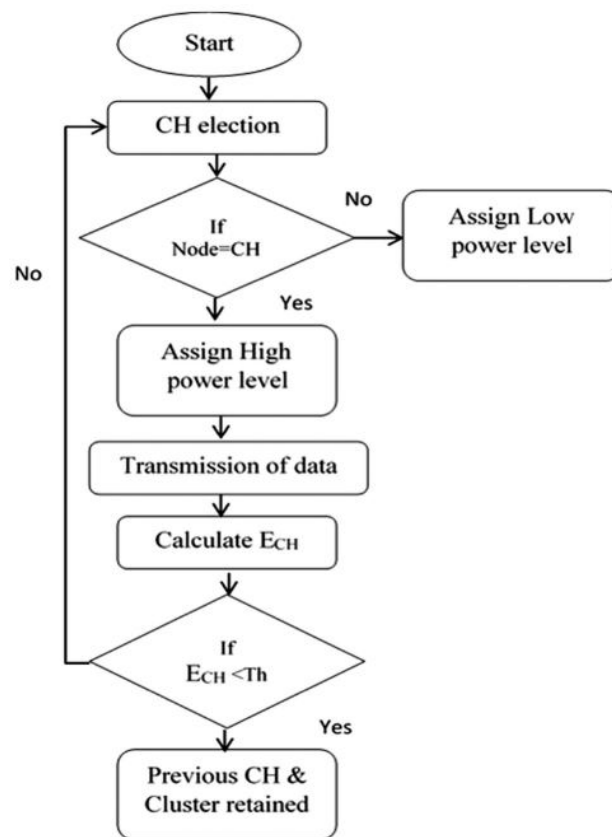 Start
CH election
If
Node=CH
No
Assign Low
power level
No
Yes
Assign High
power level
Transmission of data
Calculate ECH
If
ECH <Th
Yes
Previous CH &
Cluster retained